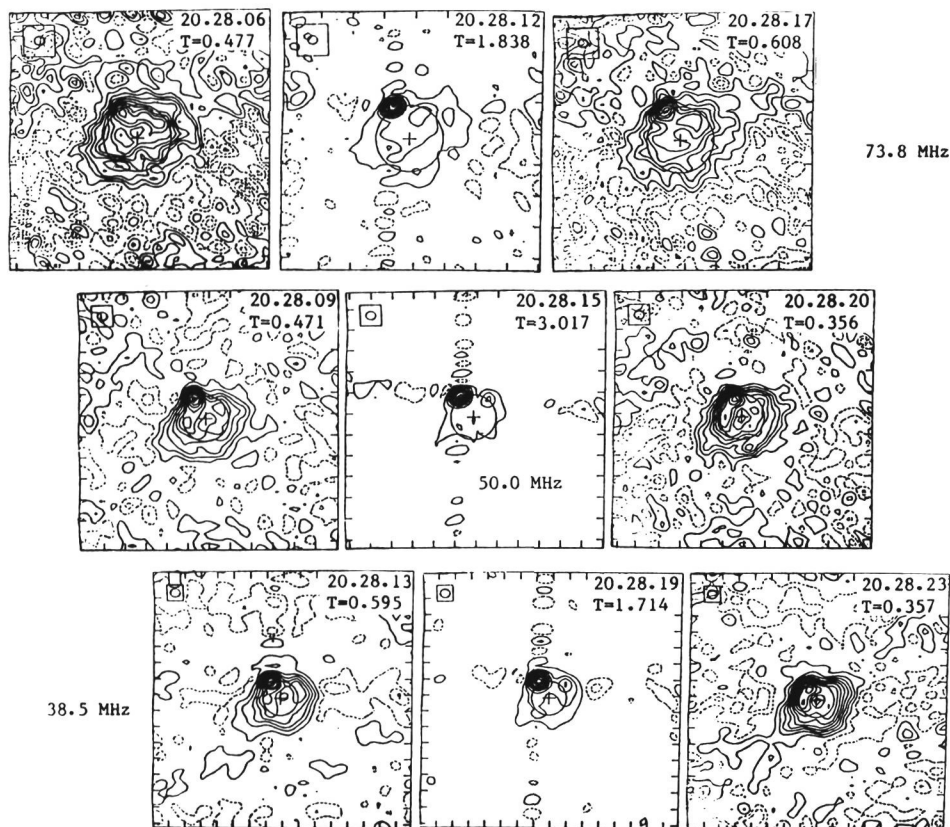 20.28.06
T=0.477
20.28.12
T=1.838
20.28.17
T=0.608
73.8 MHz
20.28.09
T=0.471
20.28.15
T=3.017
20.28.20
T=0.356
50.0 MHz
20.28.13
T=0.595
20.28.19
T=1.714
20.28.23
T=0.357
38.5 MHz